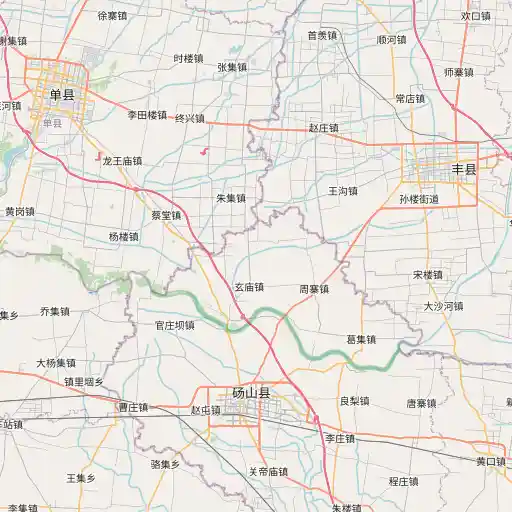 徐寨镇
欢口镇
首羡镇
顺河镇
谢集镇
时楼镇
张集镇
师寨镇
单县
常店镇
李田楼镇
终兴镇
赵庄镇
单县
龙王庙镇
丰县
王沟镇
朱集镇
孙楼街道
黄岗镇
蔡堂镇
杨楼镇
宋楼镇
玄庙镇
周寨镇
大沙河镇
乔集镇
官庄坝镇
葛集镇
大杨集镇
镇里堌乡
砀山县
良梨镇
唐寨镇
曹庄镇
赵屯镇
李庄镇
骆集乡
黄口镇
关帝庙镇
王集乡
程庄镇
李集镇
朱楼镇